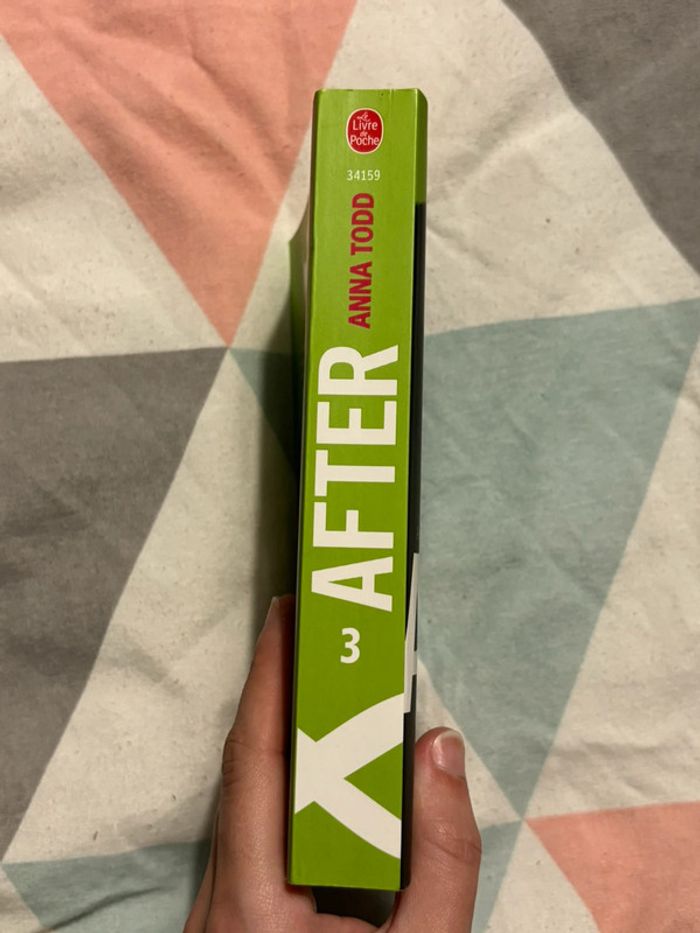 Le
Livre
de
Poche
34159
ANNA TODD
AFTER
3